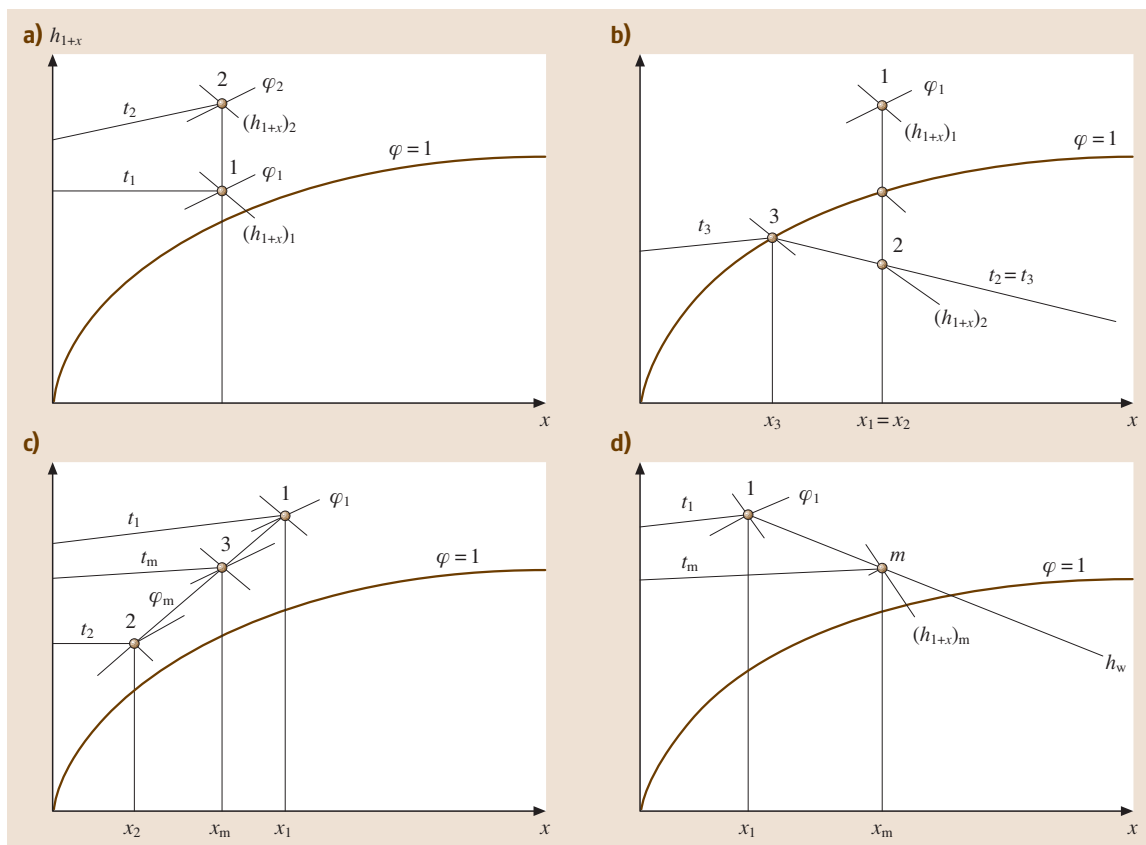 a) h1+x
2
φ2
t2
(h1+x)2
φ = 1
t1
1
φ1
(h1+x)1
x
b)
1
φ1
(h1+x)1
φ = 1
3
t3
2
t2 = t3
(h1+x)2
x3
x1 = x2
x
c)
1
φ1
t1
3
tm
φ = 1
φm
2
t2
x2
xm
x1
x
d)
1
φ1
t1
m
tm
φ = 1
(h1+x)m
hw
x1
xm
x